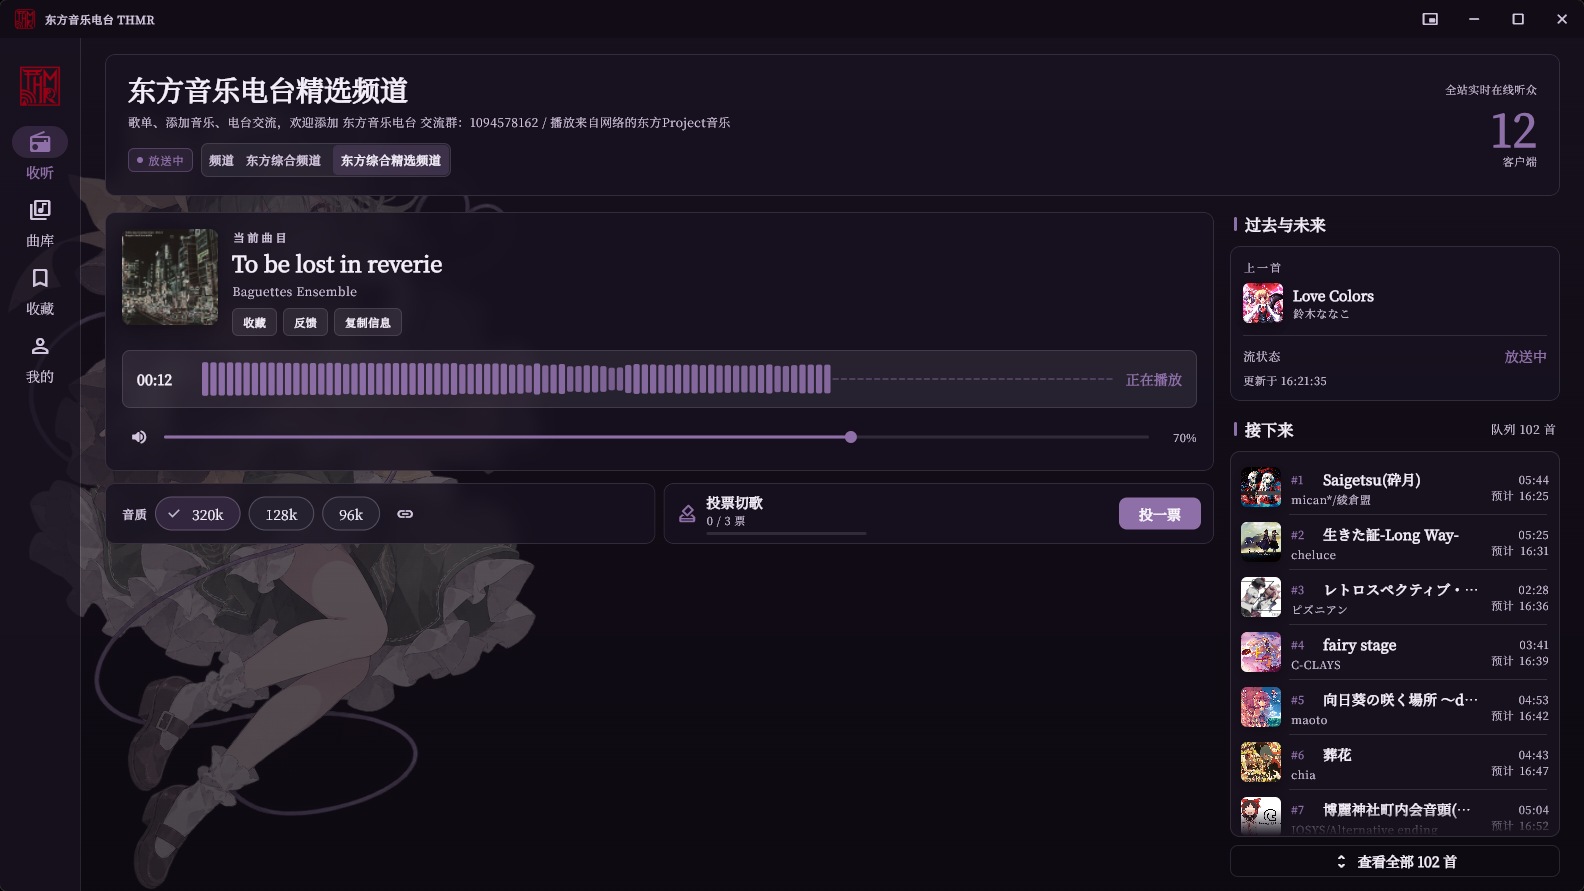 东方音乐电台 THMR
收听
曲库
收藏
我的
东方音乐电台精选频道
歌单、添加音乐、电台交流，欢迎添加 东方音乐电台 交流群：1094578162 / 播放来自网络的东方Project音乐
放送中
频道 东方综合频道 东方综合精选频道
全站实时在线听众
12
客户端
当前曲目
To be lost in reverie
Baguettes Ensemble
收藏 反馈 复制信息
00:12 正在播放
70%
音质 320k 128k 96k
投票切歌
0 / 3 票
投一票
过去与未来
上一首
Love Colors
鈴木ななこ
流状态 放送中
更新于 16:21:35
接下来 队列 102 首
#1 Saigetsu(砕月) 05:44
mican*/綾倉盟 预计 16:25
#2 生きた証-Long Way- 05:25
cheluce 预计 16:31
#3 レトロスペクティブ・… 02:28
ピズニアン 预计 16:36
#4 fairy stage 03:41
C-CLAYS 预计 16:39
#5 向日葵の咲く場所 〜d… 04:53
maoto 预计 16:42
#6 葬花 04:43
chia 预计 16:47
#7 博麗神社町内会音頭(… 05:04
IOSYS/Alternative ending 预计 16:52
查看全部 102 首